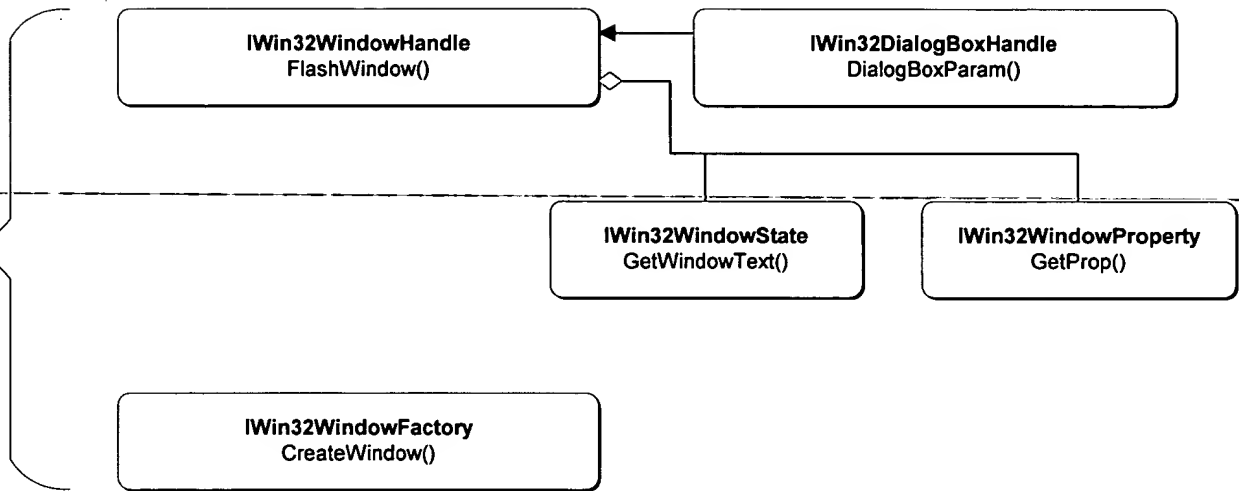 IWin32WindowHandle
FlashWindow()
IWin32DialogBoxHandle
DialogBoxParam()
IWin32WindowState
GetWindowText()
IWin32WindowProperty
GetProp()
IWin32WindowFactory
CreateWindow()